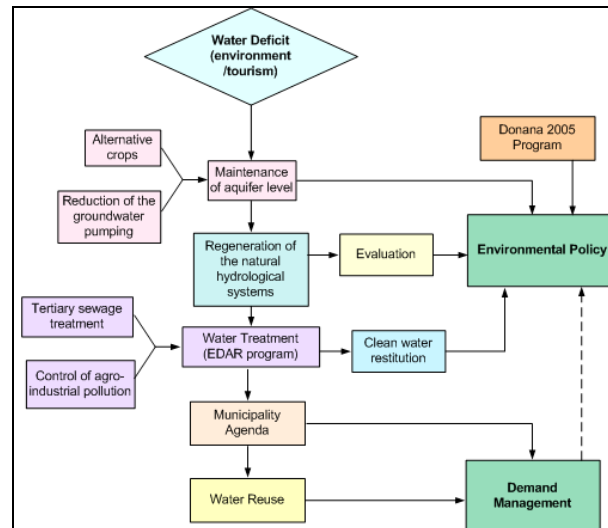 Water Deficit
(environment
/tourism)
Alternative
crops
Donana 2005
Program
Maintenance
of aquifer level
Reduction of the
groundwater
pumping
Regeneration of
the natural
hydrological
systems
Evaluation
Environmental Policy
Tertiary sewage
treatment
Water Treatment
(EDAR program)
Clean water
restitution
Control of agro-
industrial pollution
Municipality
Agenda
Water Reuse
Demand
Management